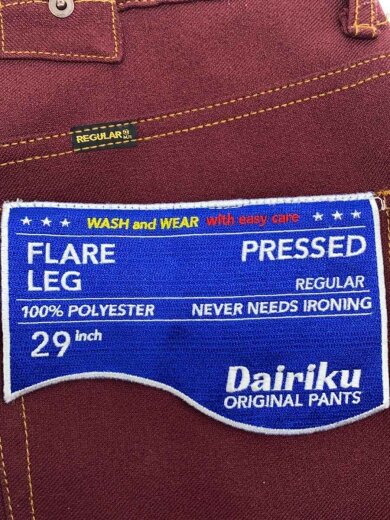 REGULAR
★ ★ ★ WASH and WEAR with easy care ★ ★ ★
FLARE LEG
PRESSED
REGULAR
100% POLYESTER
NEVER NEEDS IRONING
29 inch
Dairiku
ORIGINAL PANTS